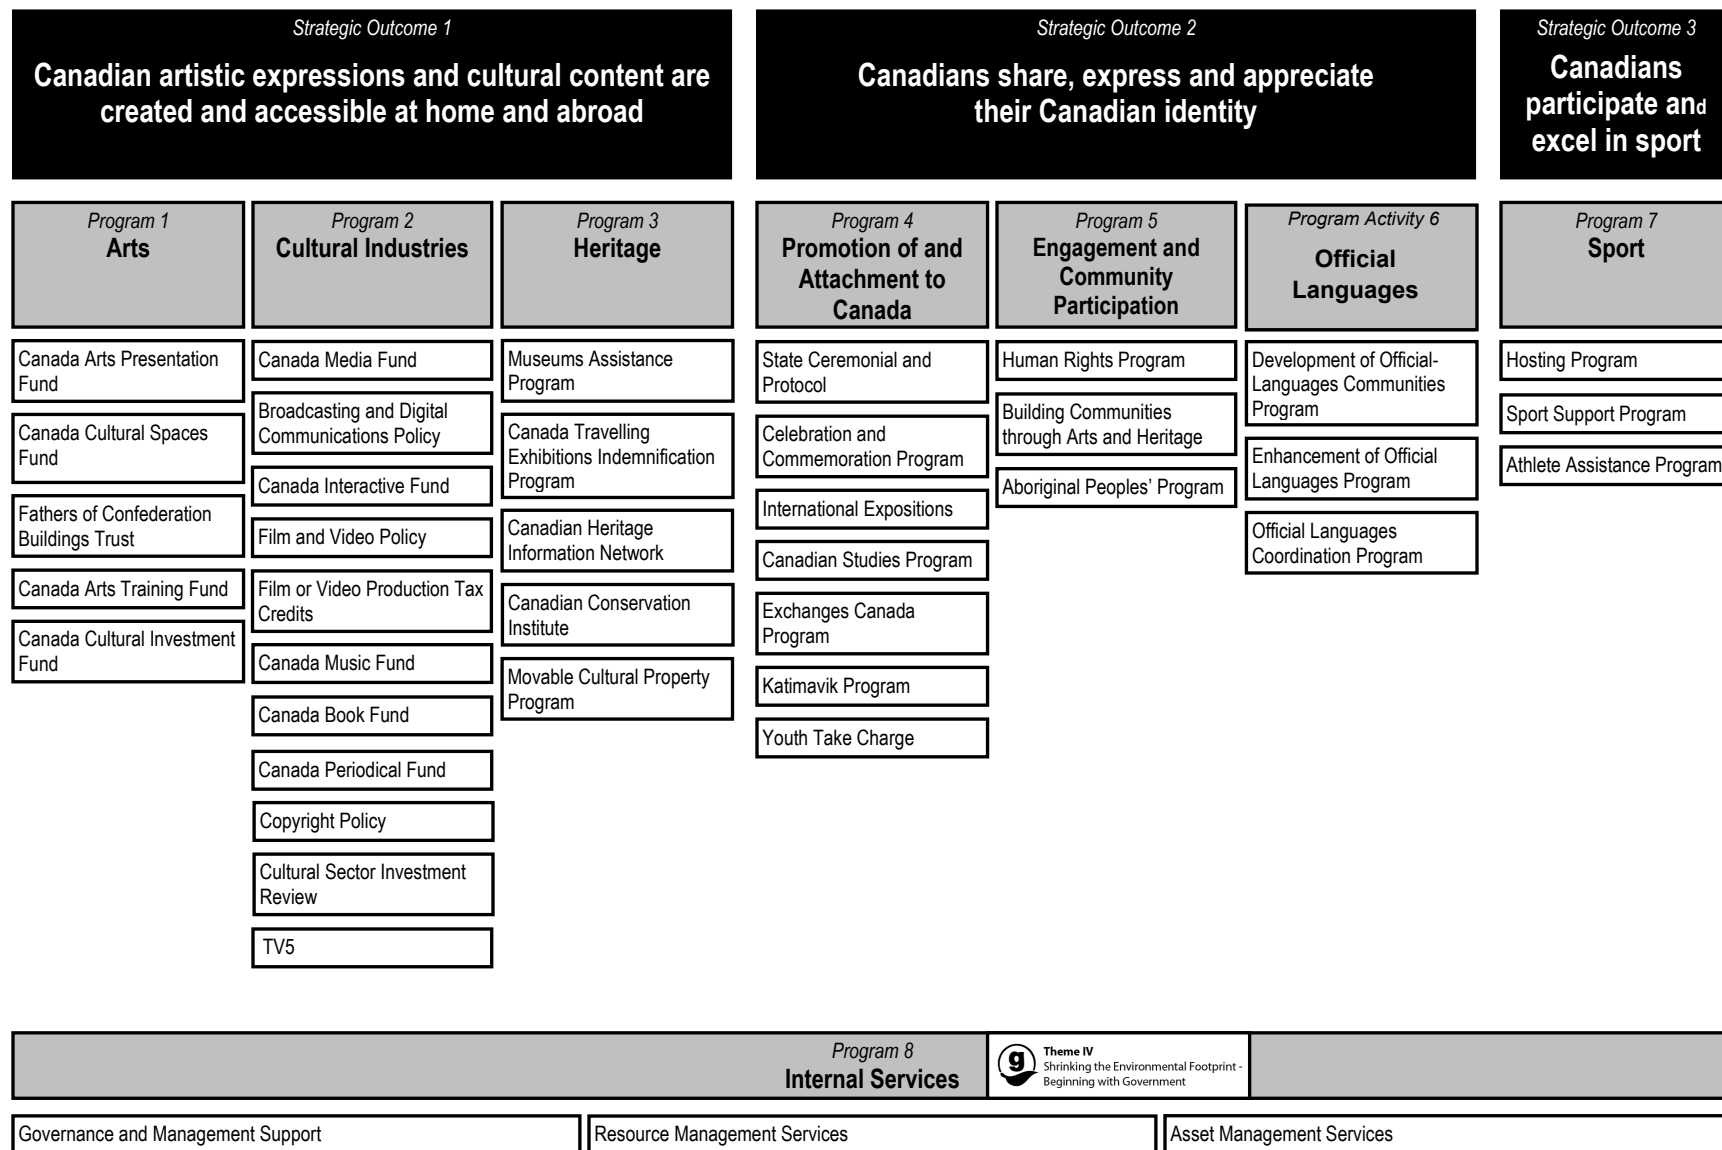 Strategic Outcome 1
Canadian artistic expressions and cultural content are
created and accessible at home and abroad
Strategic Outcome 2
Canadians share, express and appreciate
their Canadian identity
Strategic Outcome 3
Canadians
participate and
excel in sport
Program 1
Arts
Program 2
Cultural Industries
Program 3
Heritage
Program 4
Promotion of and
Attachment to
Canada
Program 5
Engagement and
Community
Participation
Program Activity 6
Official
Languages
Program 7
Sport
Canada Arts Presentation
Fund
Canada Cultural Spaces
Fund
Fathers of Confederation
Buildings Trust
Canada Arts Training Fund
Canada Cultural Investment
Fund
Canada Media Fund
Broadcasting and Digital
Communications Policy
Canada Interactive Fund
Film and Video Policy
Film or Video Production Tax
Credits
Canada Music Fund
Canada Book Fund
Canada Periodical Fund
Copyright Policy
Cultural Sector Investment
Review
TV5
Museums Assistance
Program
Canada Travelling
Exhibitions Indemnification
Program
Canadian Heritage
Information Network
Canadian Conservation
Institute
Movable Cultural Property
Program
State Ceremonial and
Protocol
Celebration and
Commemoration Program
International Expositions
Canadian Studies Program
Exchanges Canada
Program
Katimavik Program
Youth Take Charge
Human Rights Program
Building Communities
through Arts and Heritage
Aboriginal Peoples’ Program
Development of Official-
Languages Communities
Program
Enhancement of Official
Languages Program
Official Languages
Coordination Program
Hosting Program
Sport Support Program
Athlete Assistance Program
Program 8
Internal Services
g
Theme IV
Shrinking the Environmental Footprint -
Beginning with Government
Governance and Management Support
Resource Management Services
Asset Management Services